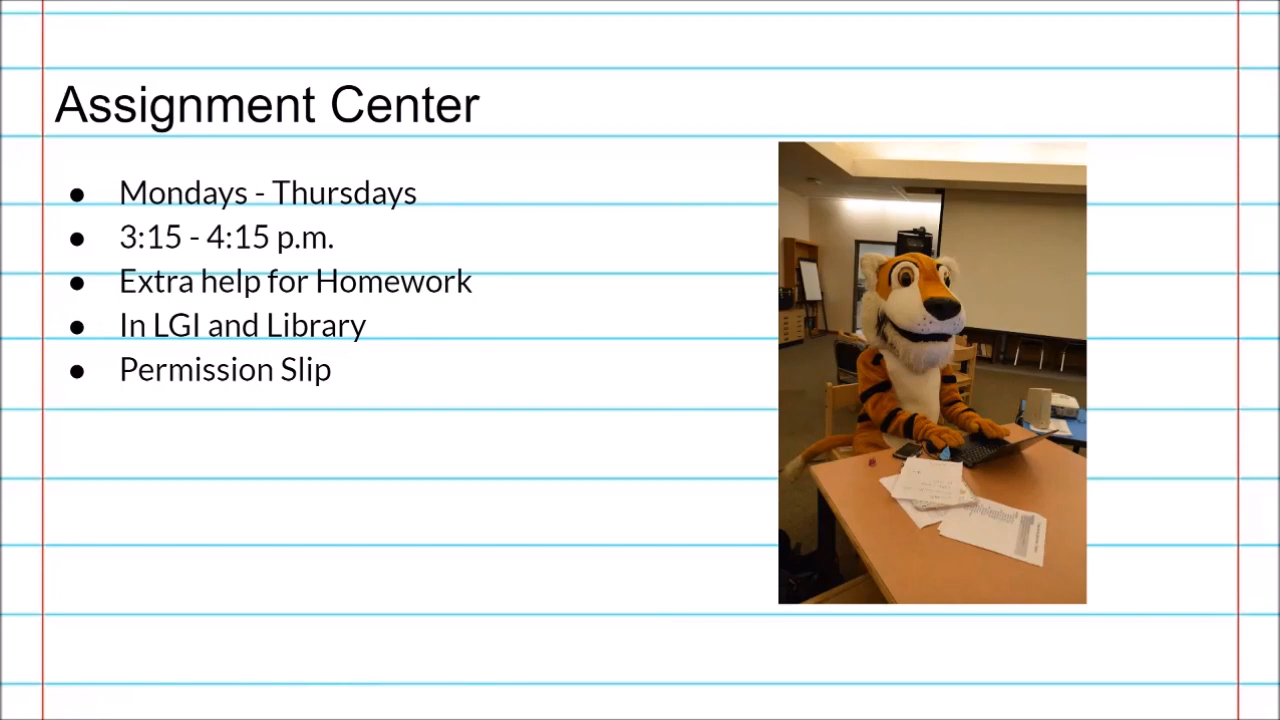 Assignment Center
● Mondays - Thursdays
● 3:15 - 4:15 p.m.
● Extra help for Homework
● In LGI and Library
● Permission Slip